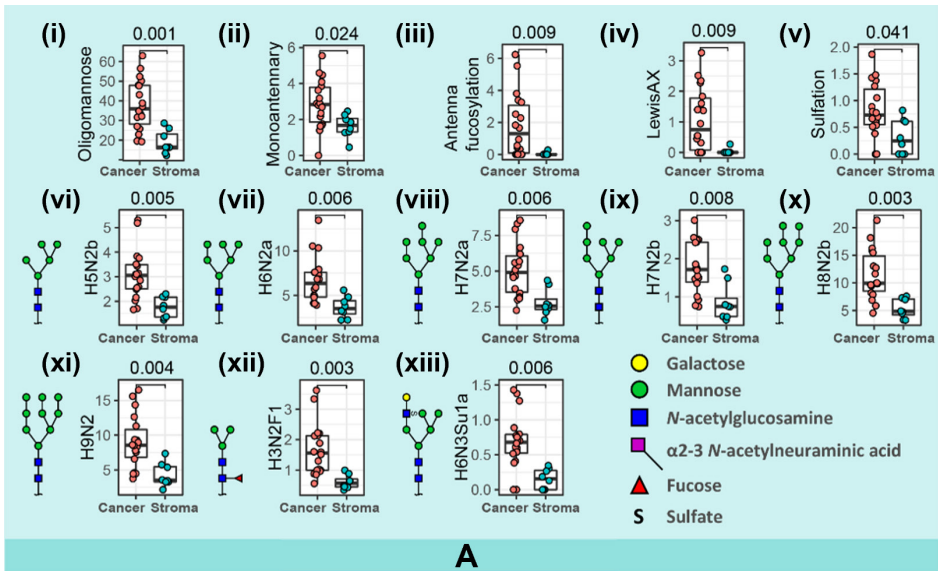 (i) (ii) (iii) (iv) (v)
0.001 0.024 0.009 0.009 0.041
Oligomannose
60
40
20
Cancer Stroma
Monoantennary
6
4
2
0
Cancer Stroma
Antenna
fucosylation
6
4
2
0
Cancer Stroma
LewisAX
3
2
1
0
Cancer Stroma
Sulfation
2.0
1.5
1.0
0.5
0.0
Cancer Stroma
(vi) (vii) (viii) (ix) (x)
0.005 0.006 0.006 0.008 0.003
H5N2b
5
4
3
2
Cancer Stroma
H6N2a
10
5
Cancer Stroma
H7N2a
7.5
5.0
2.5
Cancer Stroma
H7N2b
3
2
1
Cancer Stroma
H8N2b
20
15
10
5
Cancer Stroma
(xi) (xii) (xiii)
0.004 0.003 0.006
H9N2
15
10
5
Cancer Stroma
H3N2F1
3
2
1
Cancer Stroma
S
H6N3Su1a
1.5
1.0
0.5
0.0
Cancer Stroma
Galactose
Mannose
N-acetylglucosamine
α2-3 N-acetylneuraminic acid
Fucose
S Sulfate
A